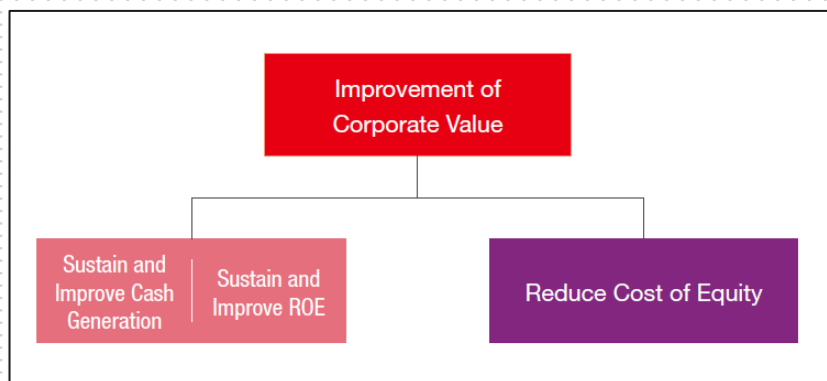 Improvement of
Corporate Value
Sustain and
Improve Cash
Generation
Sustain and
Improve ROE
Reduce Cost of Equity